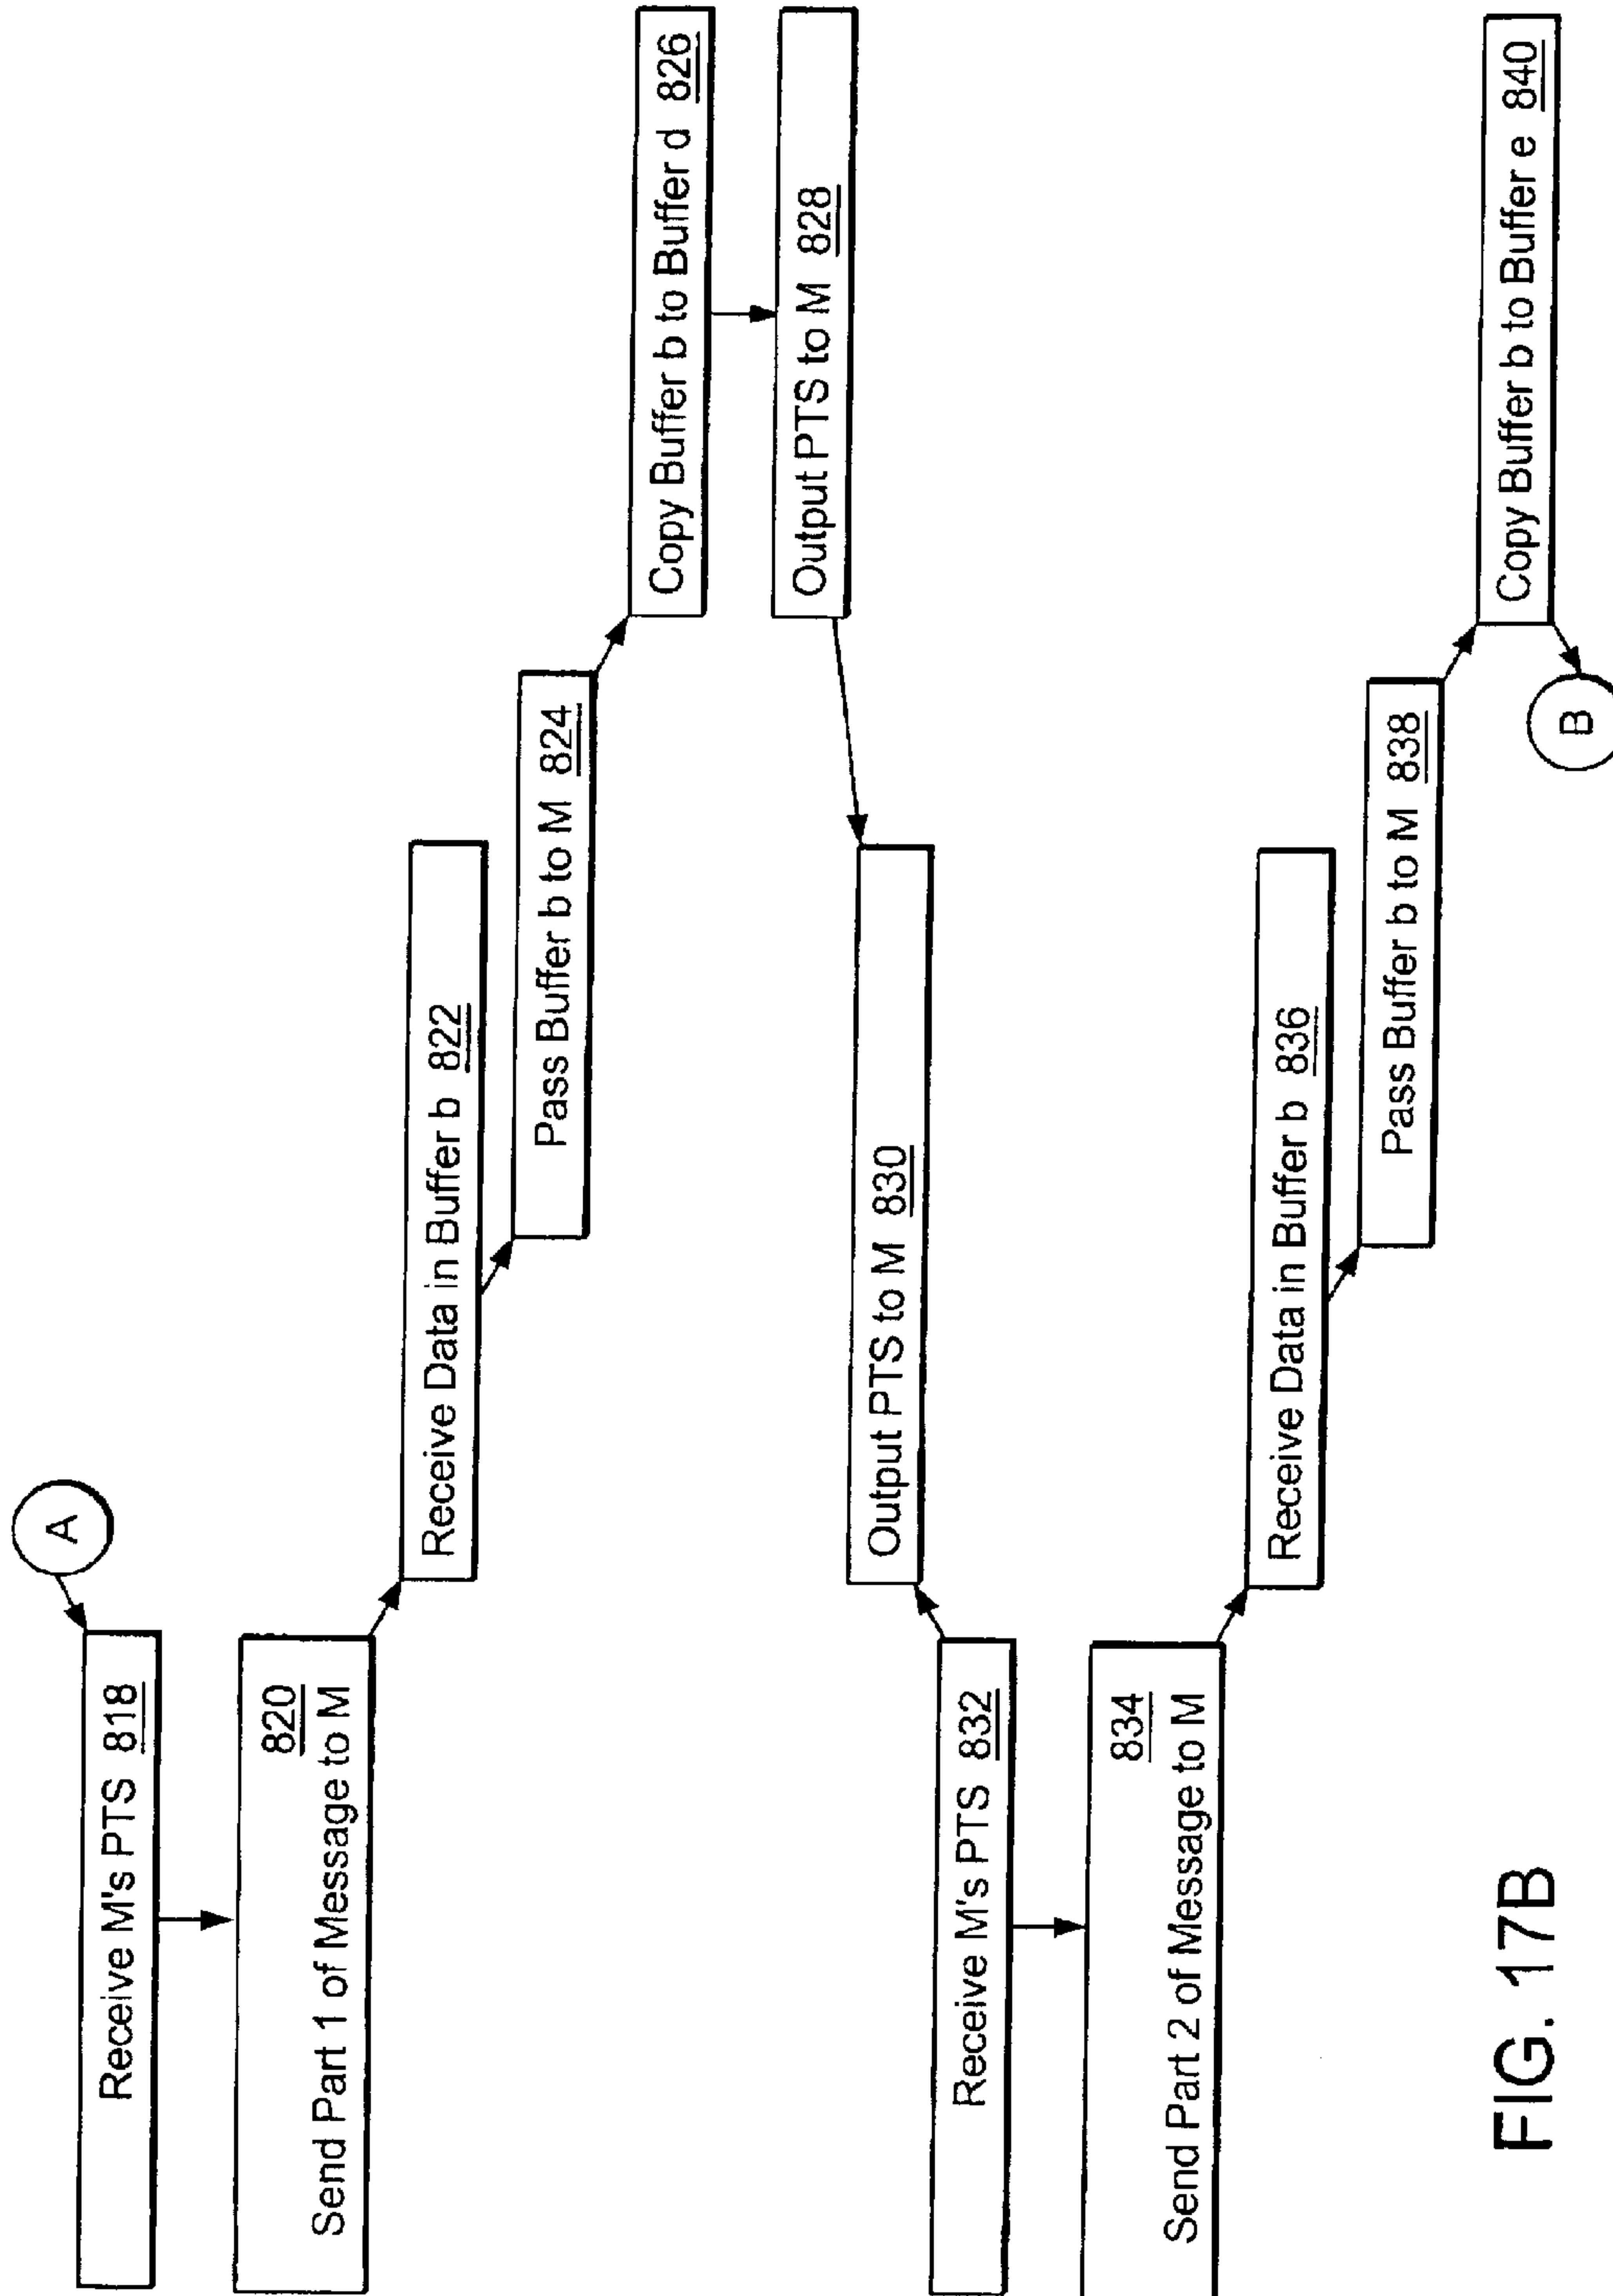 A
Receive M's PTS 818
820
Send Part 1 of Message to M
Receive Data in Buffer b 822
Pass Buffer b to M 824
Copy Buffer b to Buffer d 826
Output PTS to M 828
Output PTS to M 830
Receive M's PTS 832
834
Send Part 2 of Message to M
Receive Data in Buffer b 836
Pass Buffer b to M 838
Copy Buffer b to Buffer e 840
B
FIG. 17B